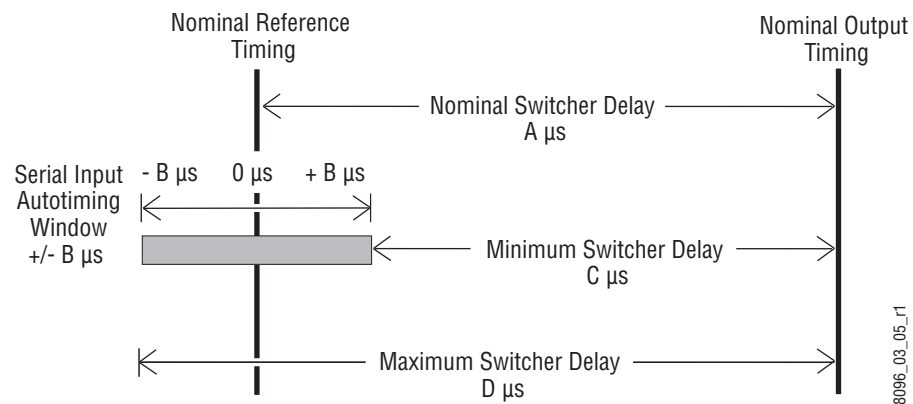 Nominal Reference
Timing
Nominal Output
Timing
Nominal Switcher Delay
A µs
Serial Input
Autotiming
Window
+/- B µs
- B µs 0 µs + B µs
Minimum Switcher Delay
C µs
Maximum Switcher Delay
D µs
8096_03_05_r1